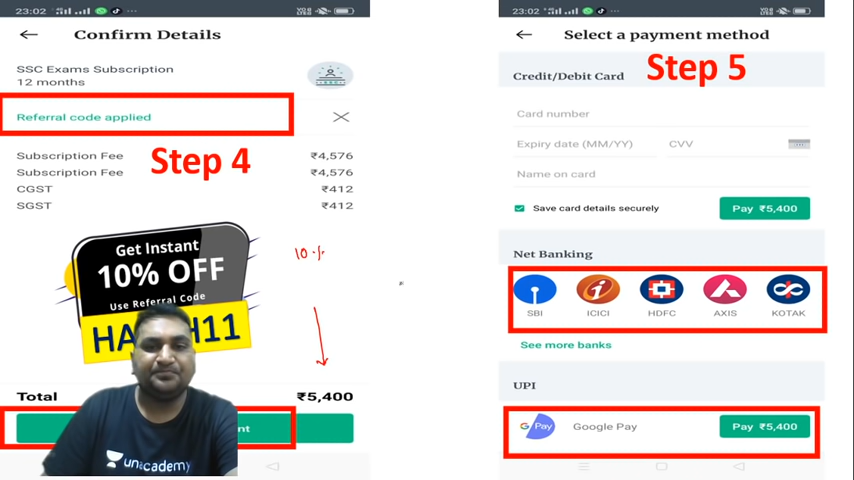 23:02
Confirm Details
SSC Exams Subscription
12 months
Referral code applied
Subscription Fee ₹4,576
Step 4
Subscription Fee ₹4,576
CGST ₹412
SGST ₹412
Get Instant
10% OFF
10%
Use Referral Code
Total ₹5,400
unacademy
23:02
Select a payment method
Step 5
Credit/Debit Card
Card number
Expiry date (MM/YY) CVV
Name on card
Save card details securely Pay ₹5,400
Net Banking
SBI ICICI HDFC AXIS KOTAK
See more banks
UPI
G Pay Google Pay Pay ₹5,400